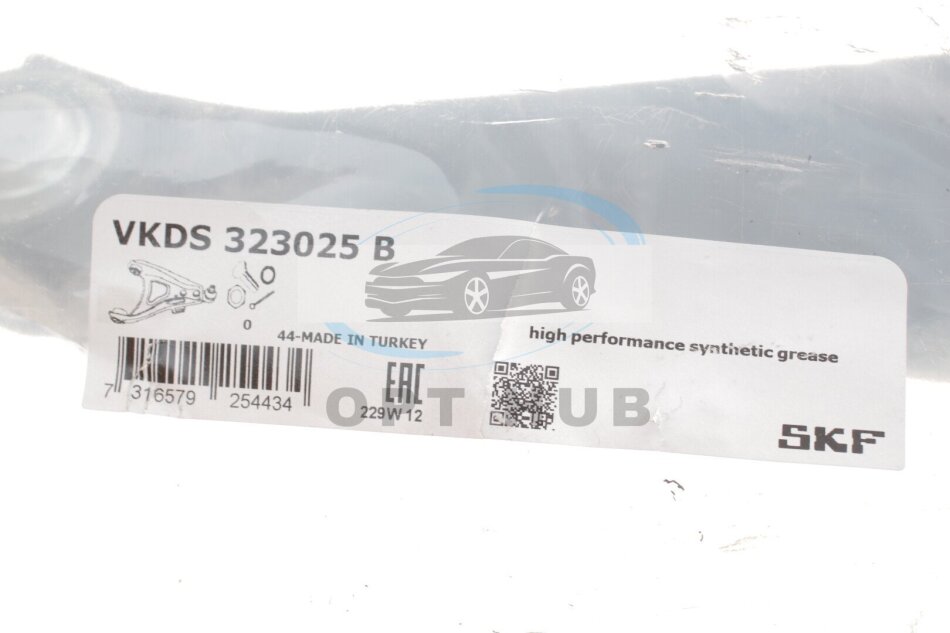 VKDS 323025 B
0
44-MADE IN TURKEY
high performance synthetic grease
7 316579 254434
EAC
229W 12
SKF